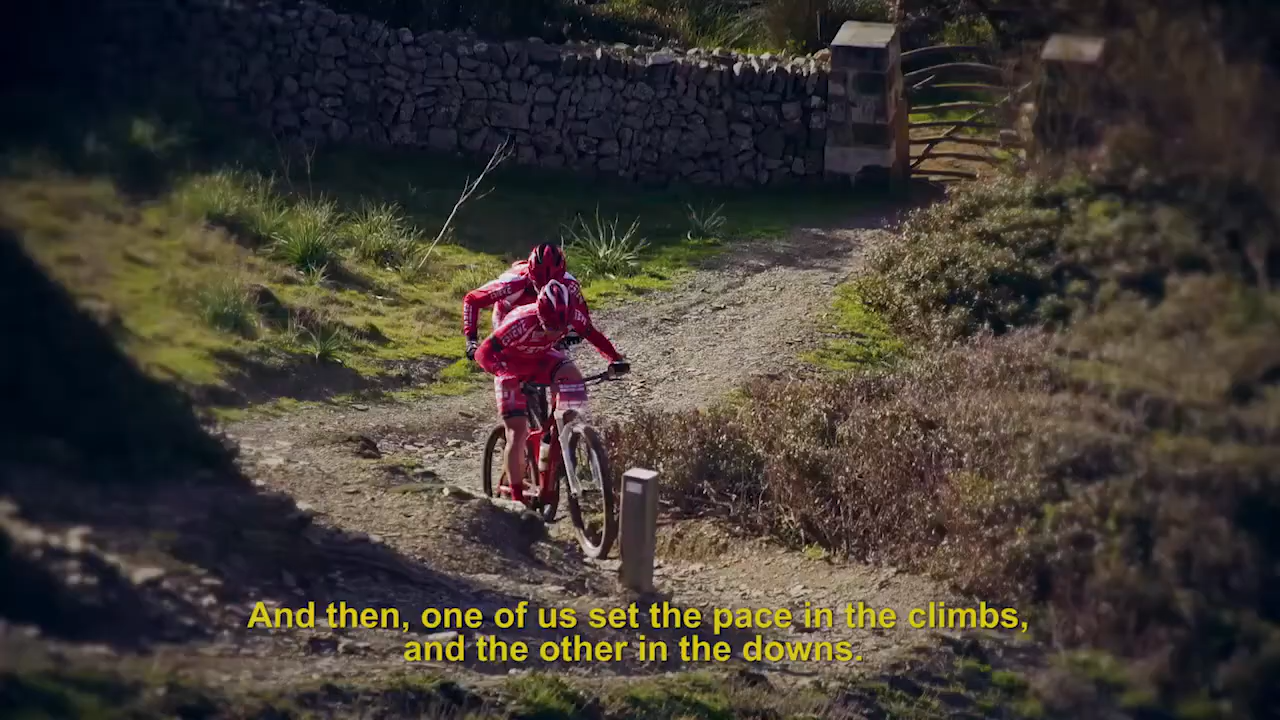 And then, one of us set the pace in the climbs,
and the other in the downs.